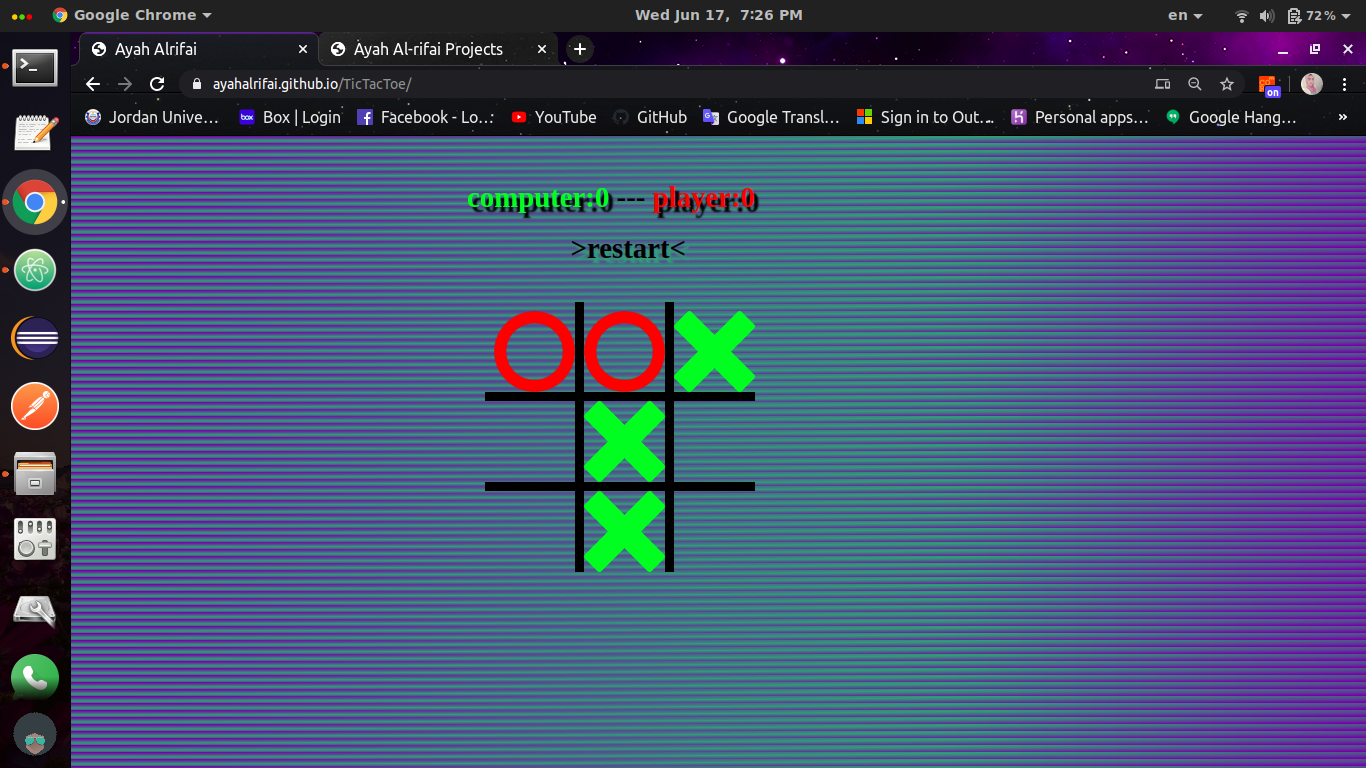 Google Chrome Wed Jun 17, 7:26 PM en 72%
Ayah Alrifai Ayah Al-rifai Projects
ayahalrifai.github.io/TicTacToe/ on
Jordan Unive... box Box | Login Facebook - Lo... YouTube GitHub Google Transl... Sign in to Out... Personal apps... Google Hang... »
computer:0 --- player:0
>restart<